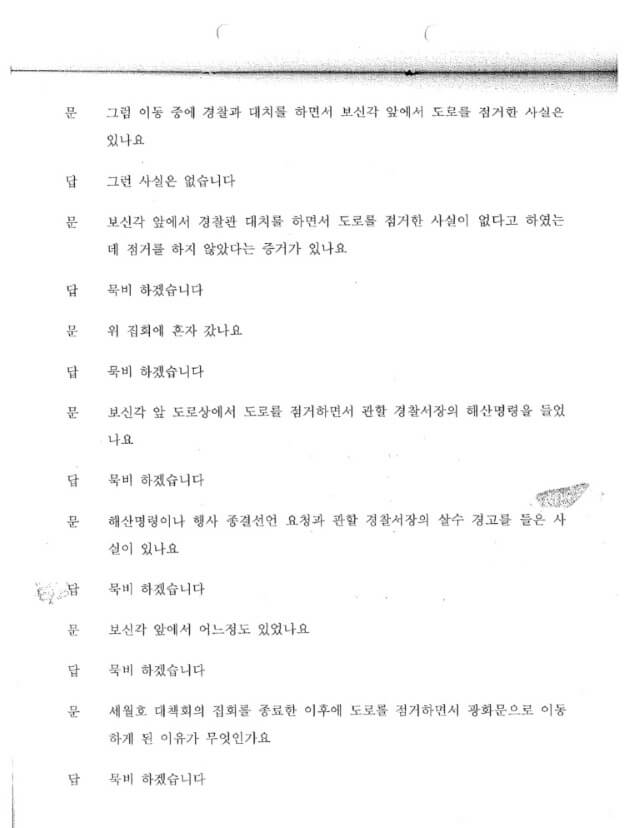 문 그럼 이동 중에 경찰과 대치를 하면서 보신각 앞에서 도로를 점거한 사실은
있나요
답 그런 사실은 없습니다
문 보신각 앞에서 경찰관 대치를 하면서 도로를 점거한 사실이 없다고 하였는
데 점거를 하지 않았다는 증거가 있나요
답 묵비 하겠습니다
문 위 집회에 혼자 갔나요
답 묵비 하겠습니다
문 보신각 앞 도로상에서 도로를 점거하면서 관할 경찰서장의 해산명령을 들었
나요
답 묵비 하겠습니다
문 해산명령이나 행사 종결선언 요청과 관할 경찰서장의 살수 경고를 들은 사
실이 있나요
답 묵비 하겠습니다
문 보신각 앞에서 어느정도 있었나요
답 묵비 하겠습니다
문 세월호 대책회의 집회를 종료한 이후에 도로를 점거하면서 광화문으로 이동
하게 된 이유가 무엇인가요
답 묵비 하겠습니다